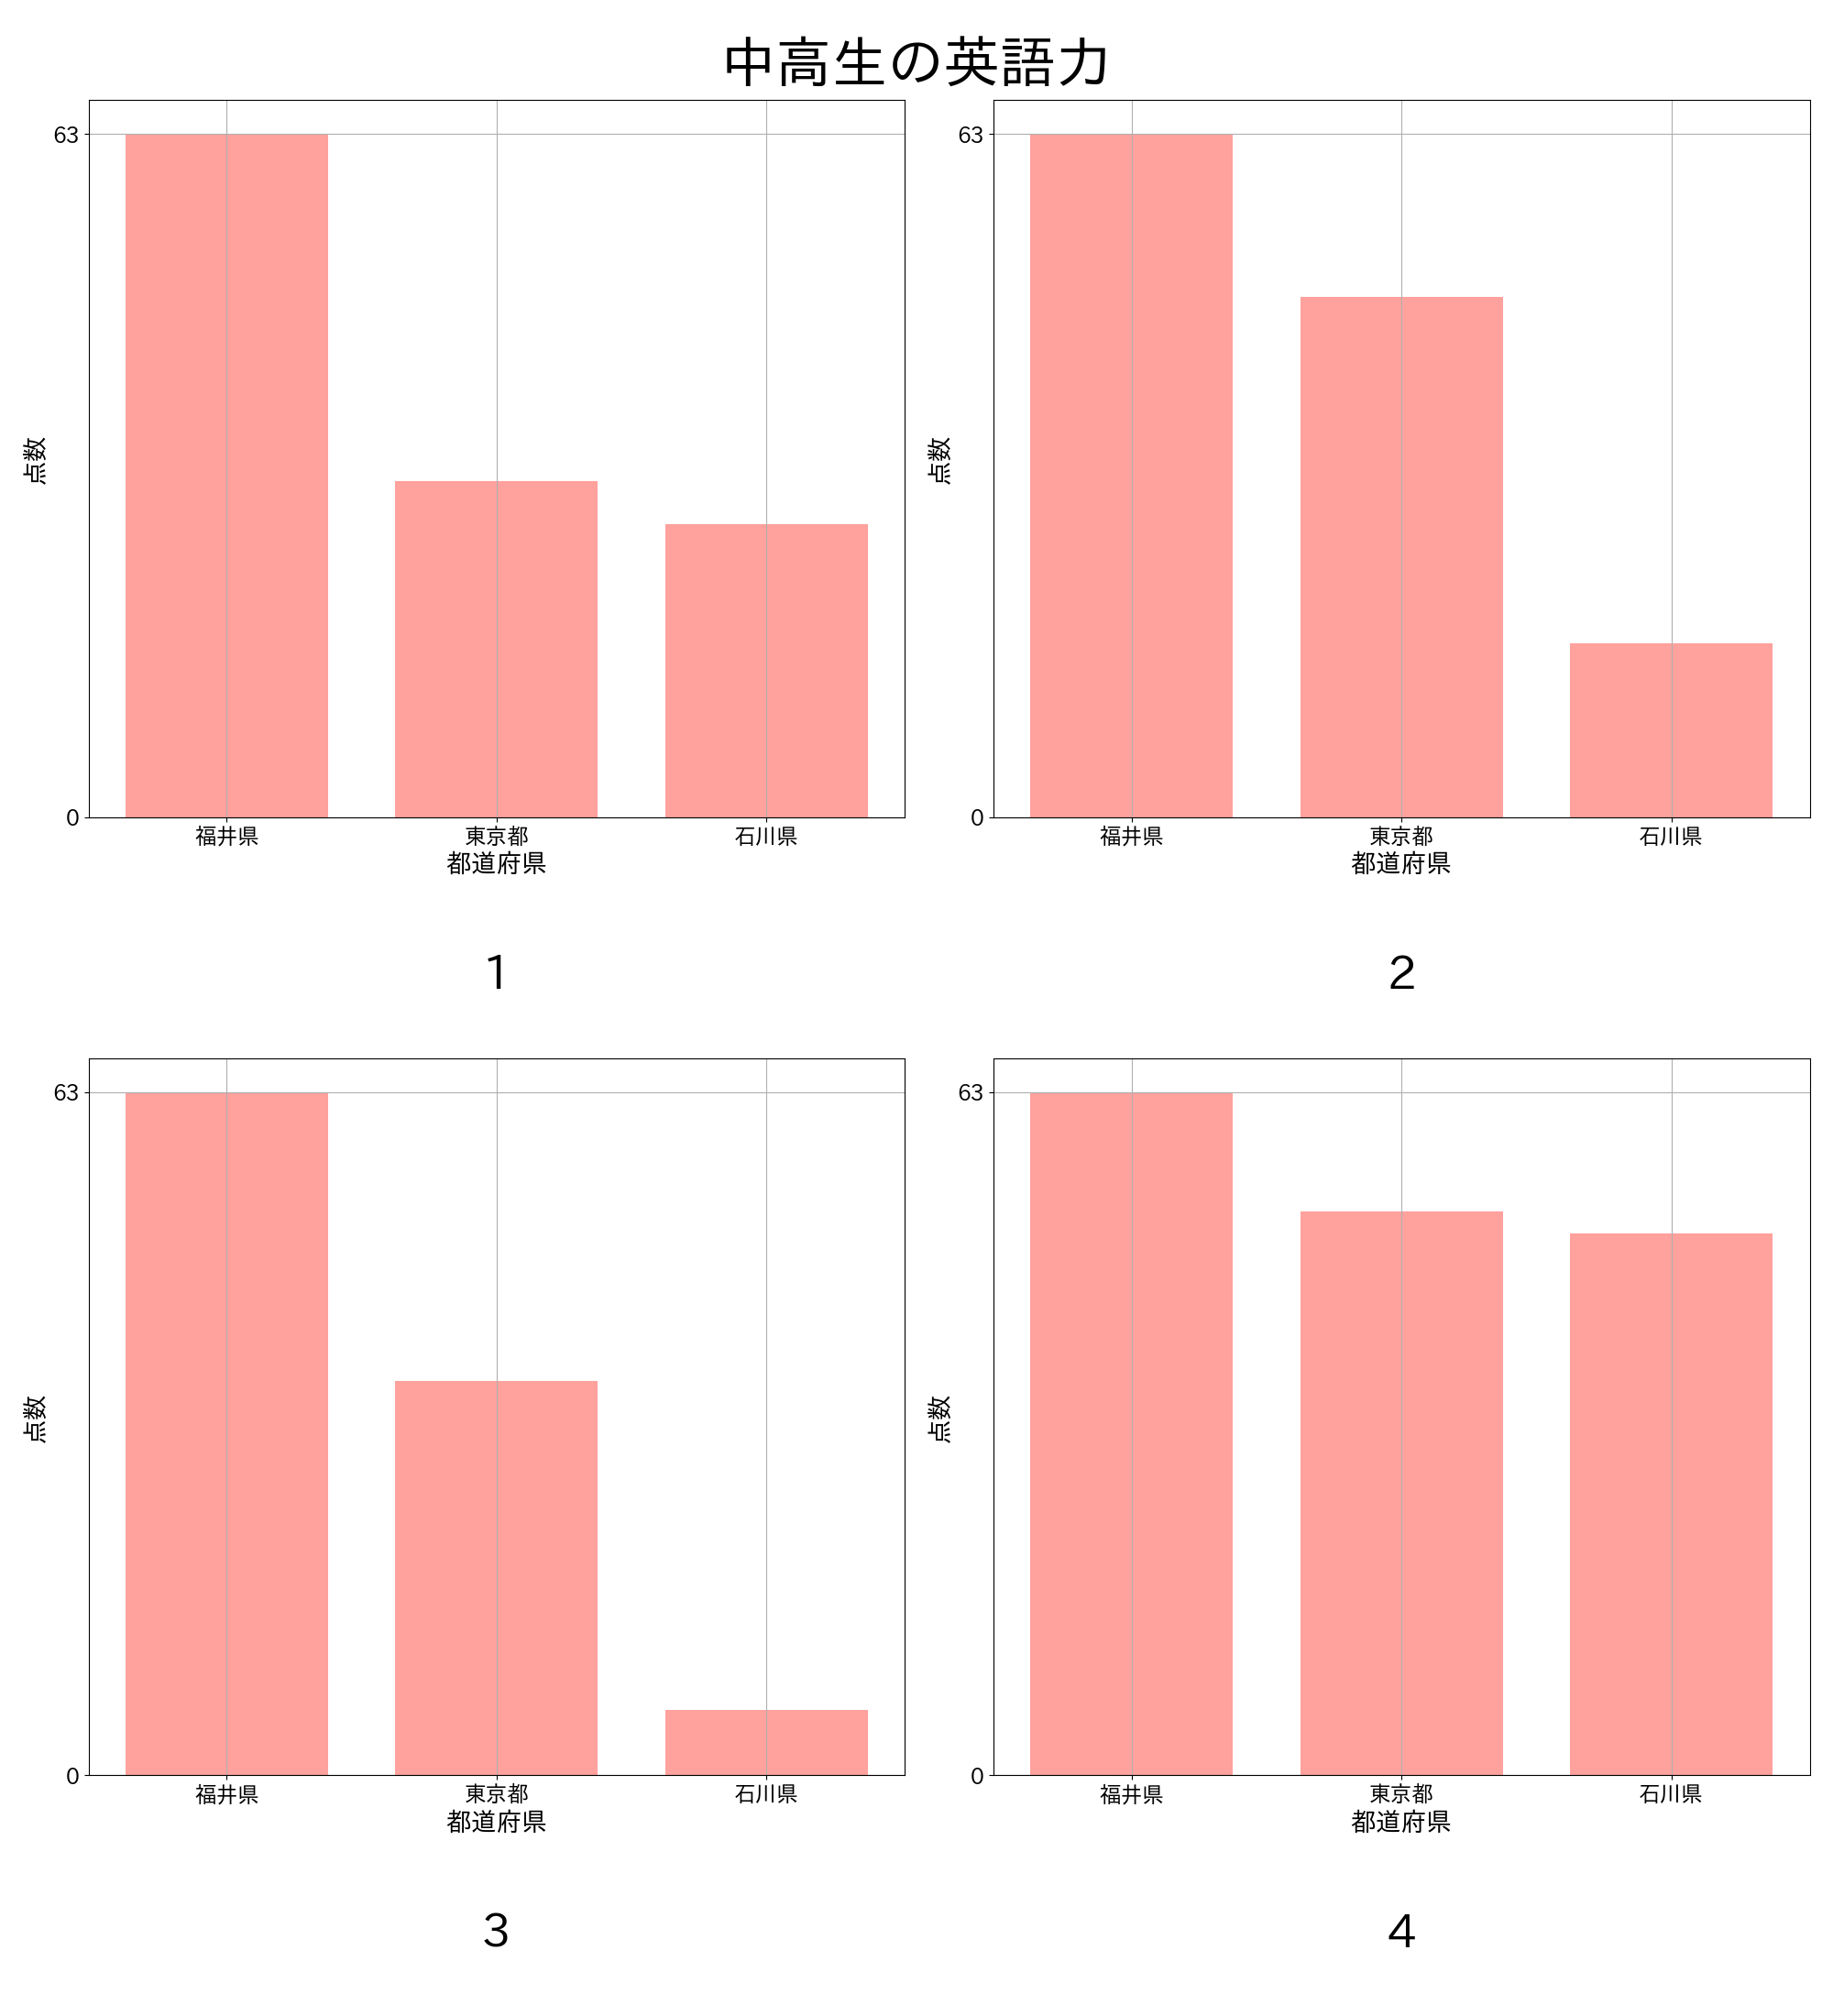 中高生の英語力
63
0
点数
福井県 東京都 石川県
都道府県
1
63
0
点数
福井県 東京都 石川県
都道府県
2
63
0
点数
福井県 東京都 石川県
都道府県
3
63
0
点数
福井県 東京都 石川県
都道府県
4